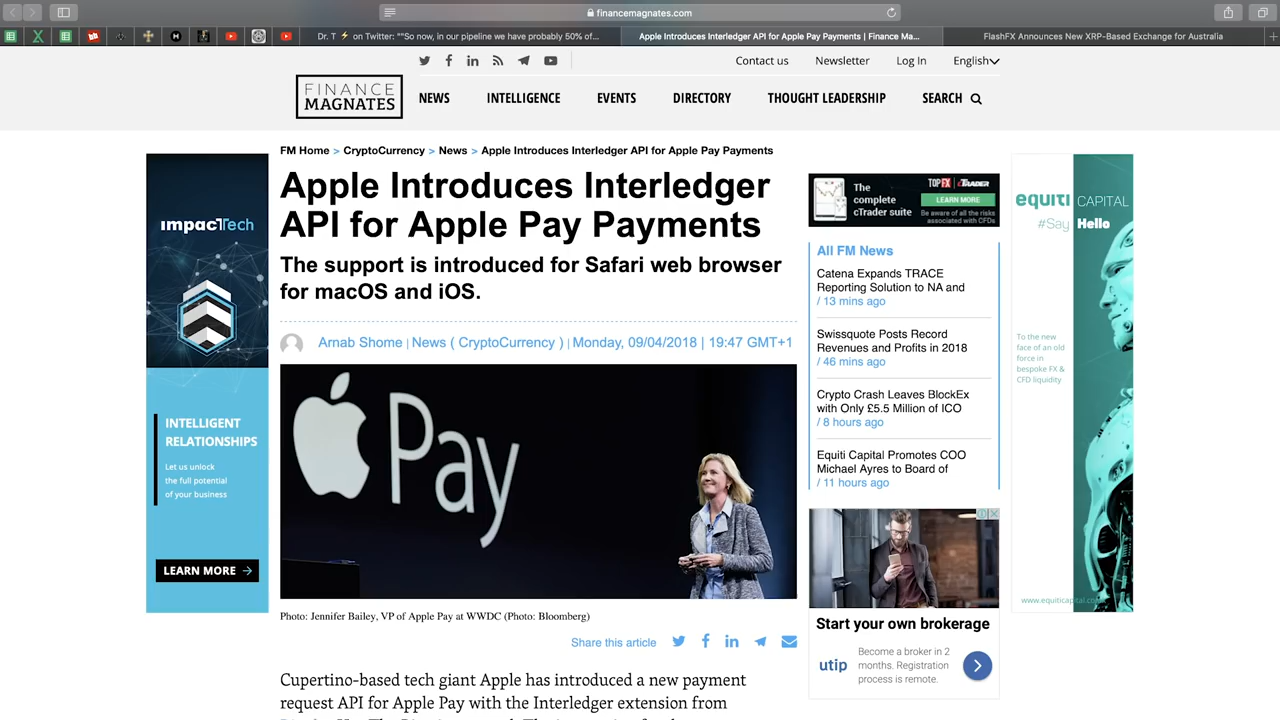 financemagnates.com
Dr. T ⚡ on Twitter: ""So now, in our pipeline we have probably 50% of...
Apple Introduces Interledger API for Apple Pay Payments | Finance Ma...
FlashFX Announces New XRP-Based Exchange for Australia
Contact us
Newsletter
Log In
English
FINANCE
MAGNATES
NEWS
INTELLIGENCE
EVENTS
DIRECTORY
THOUGHT LEADERSHIP
SEARCH
FM Home > CryptoCurrency > News > Apple Introduces Interledger API for Apple Pay Payments
Apple Introduces Interledger
API for Apple Pay Payments
The support is introduced for Safari web browser
for macOS and iOS.
Arnab Shome | News ( CryptoCurrency ) | Monday, 09/04/2018 | 19:47 GMT+1
Pay
Photo: Jennifer Bailey, VP of Apple Pay at WWDC (Photo: Bloomberg)
Share this article
Cupertino-based tech giant Apple has introduced a new payment
request API for Apple Pay with the Interledger extension from
impacTech
INTELLIGENT
RELATIONSHIPS
Let us unlock
the full potential
of your business
LEARN MORE →
The
complete
cTrader suite
TOPFX
cTRADER
LEARN MORE
Be aware of all the risks
associated with CFDs
All FM News
Catena Expands TRACE
Reporting Solution to NA and
/ 13 mins ago
Swissquote Posts Record
Revenues and Profits in 2018
/ 46 mins ago
Crypto Crash Leaves BlockEx
with Only £5.5 Million of ICO
/ 8 hours ago
Equiti Capital Promotes COO
Michael Ayres to Board of
/ 11 hours ago
Start your own brokerage
utip
Become a broker in 2
months. Registration
process is remote.
equiti CAPITAL
#Say Hello
To the new
face of an old
force in
bespoke FX &
CFD liquidity
www.equiticapital.com